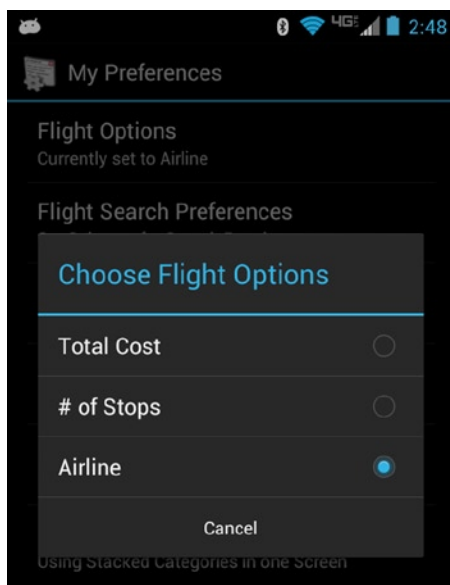 4G 2:48
My Preferences
Flight Options
Currently set to Airline
Flight Search Preferences
Choose Flight Options
Total Cost
# of Stops
Airline
Cancel
Using Stacked Categories in one Screen